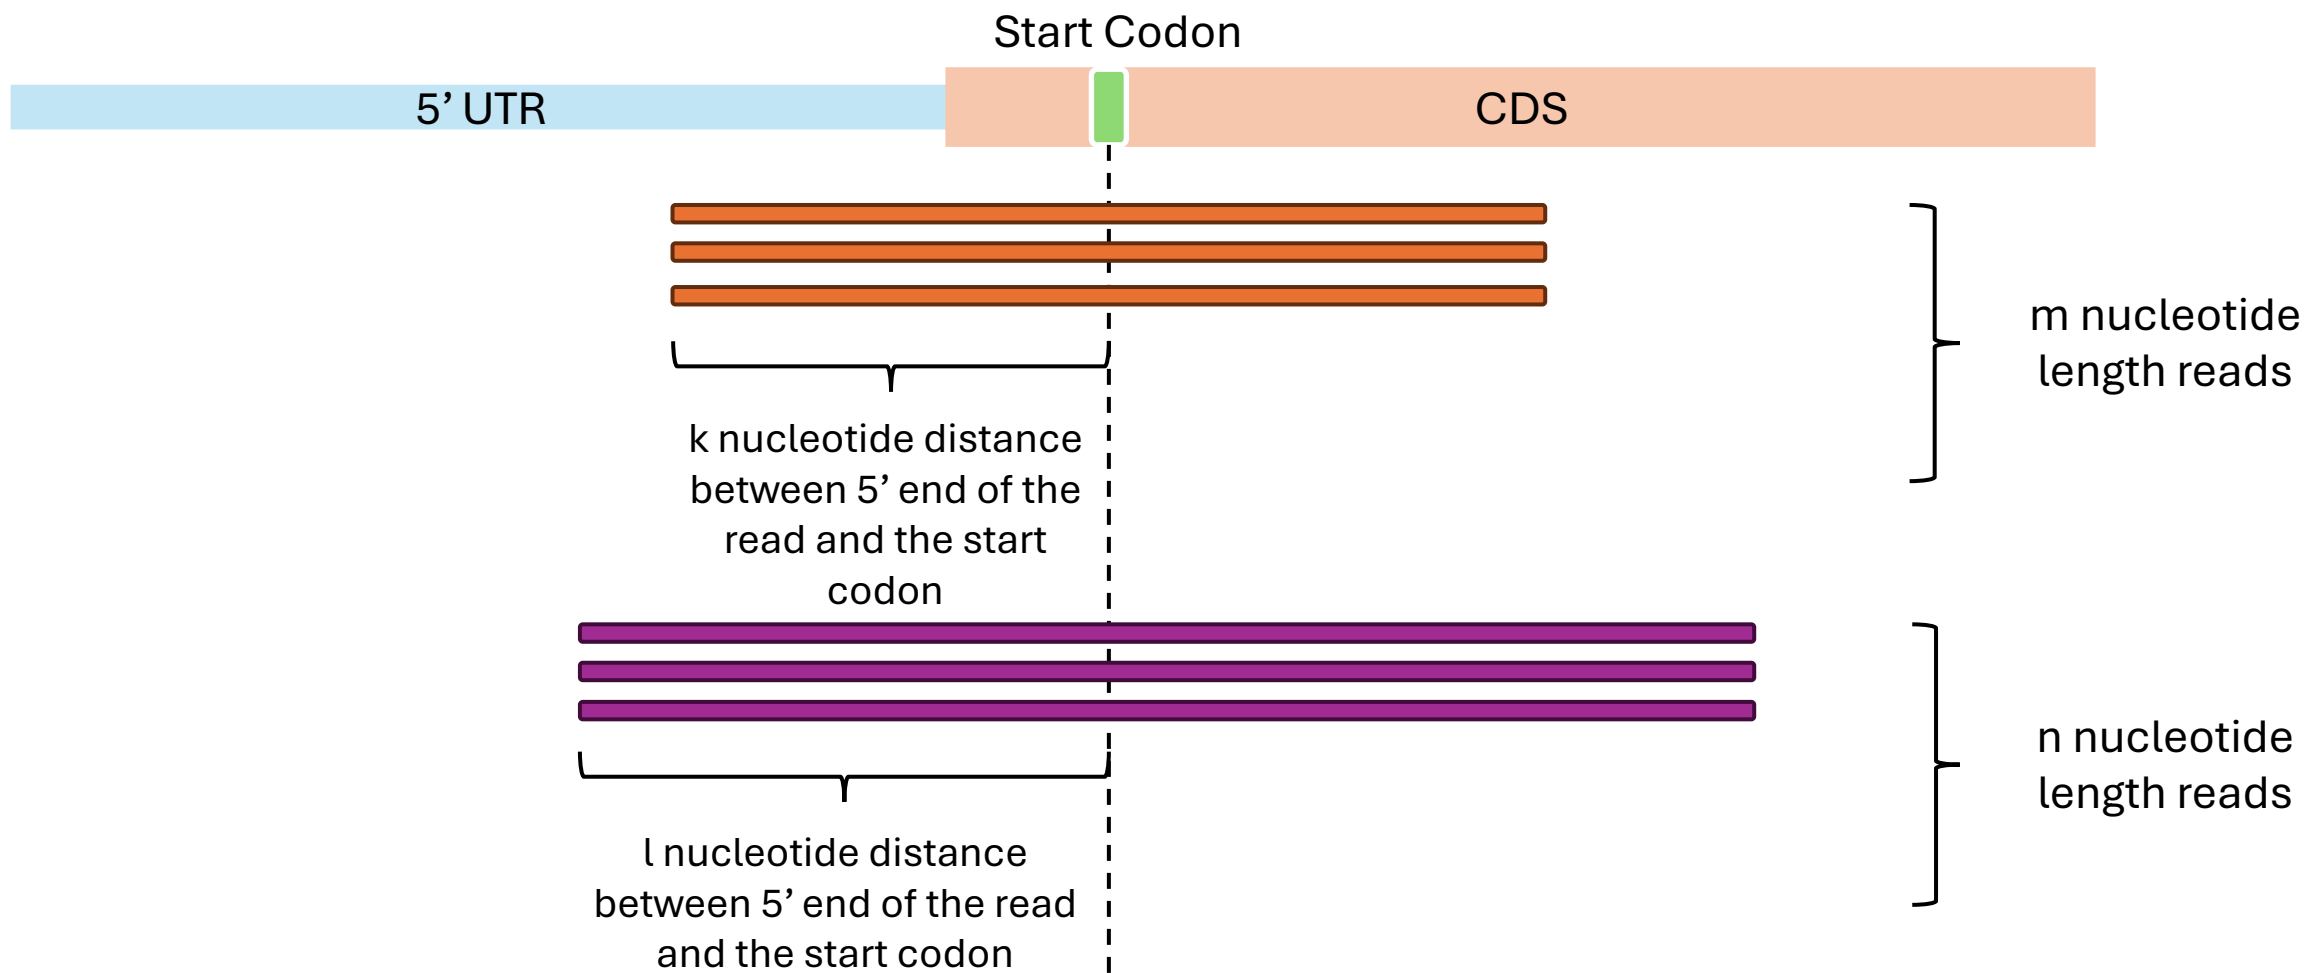 Start Codon
5’ UTR
CDS
m nucleotide
length reads
k nucleotide distance
between 5’ end of the
read and the start
codon
n nucleotide
length reads
l nucleotide distance
between 5’ end of the read
and the start codon